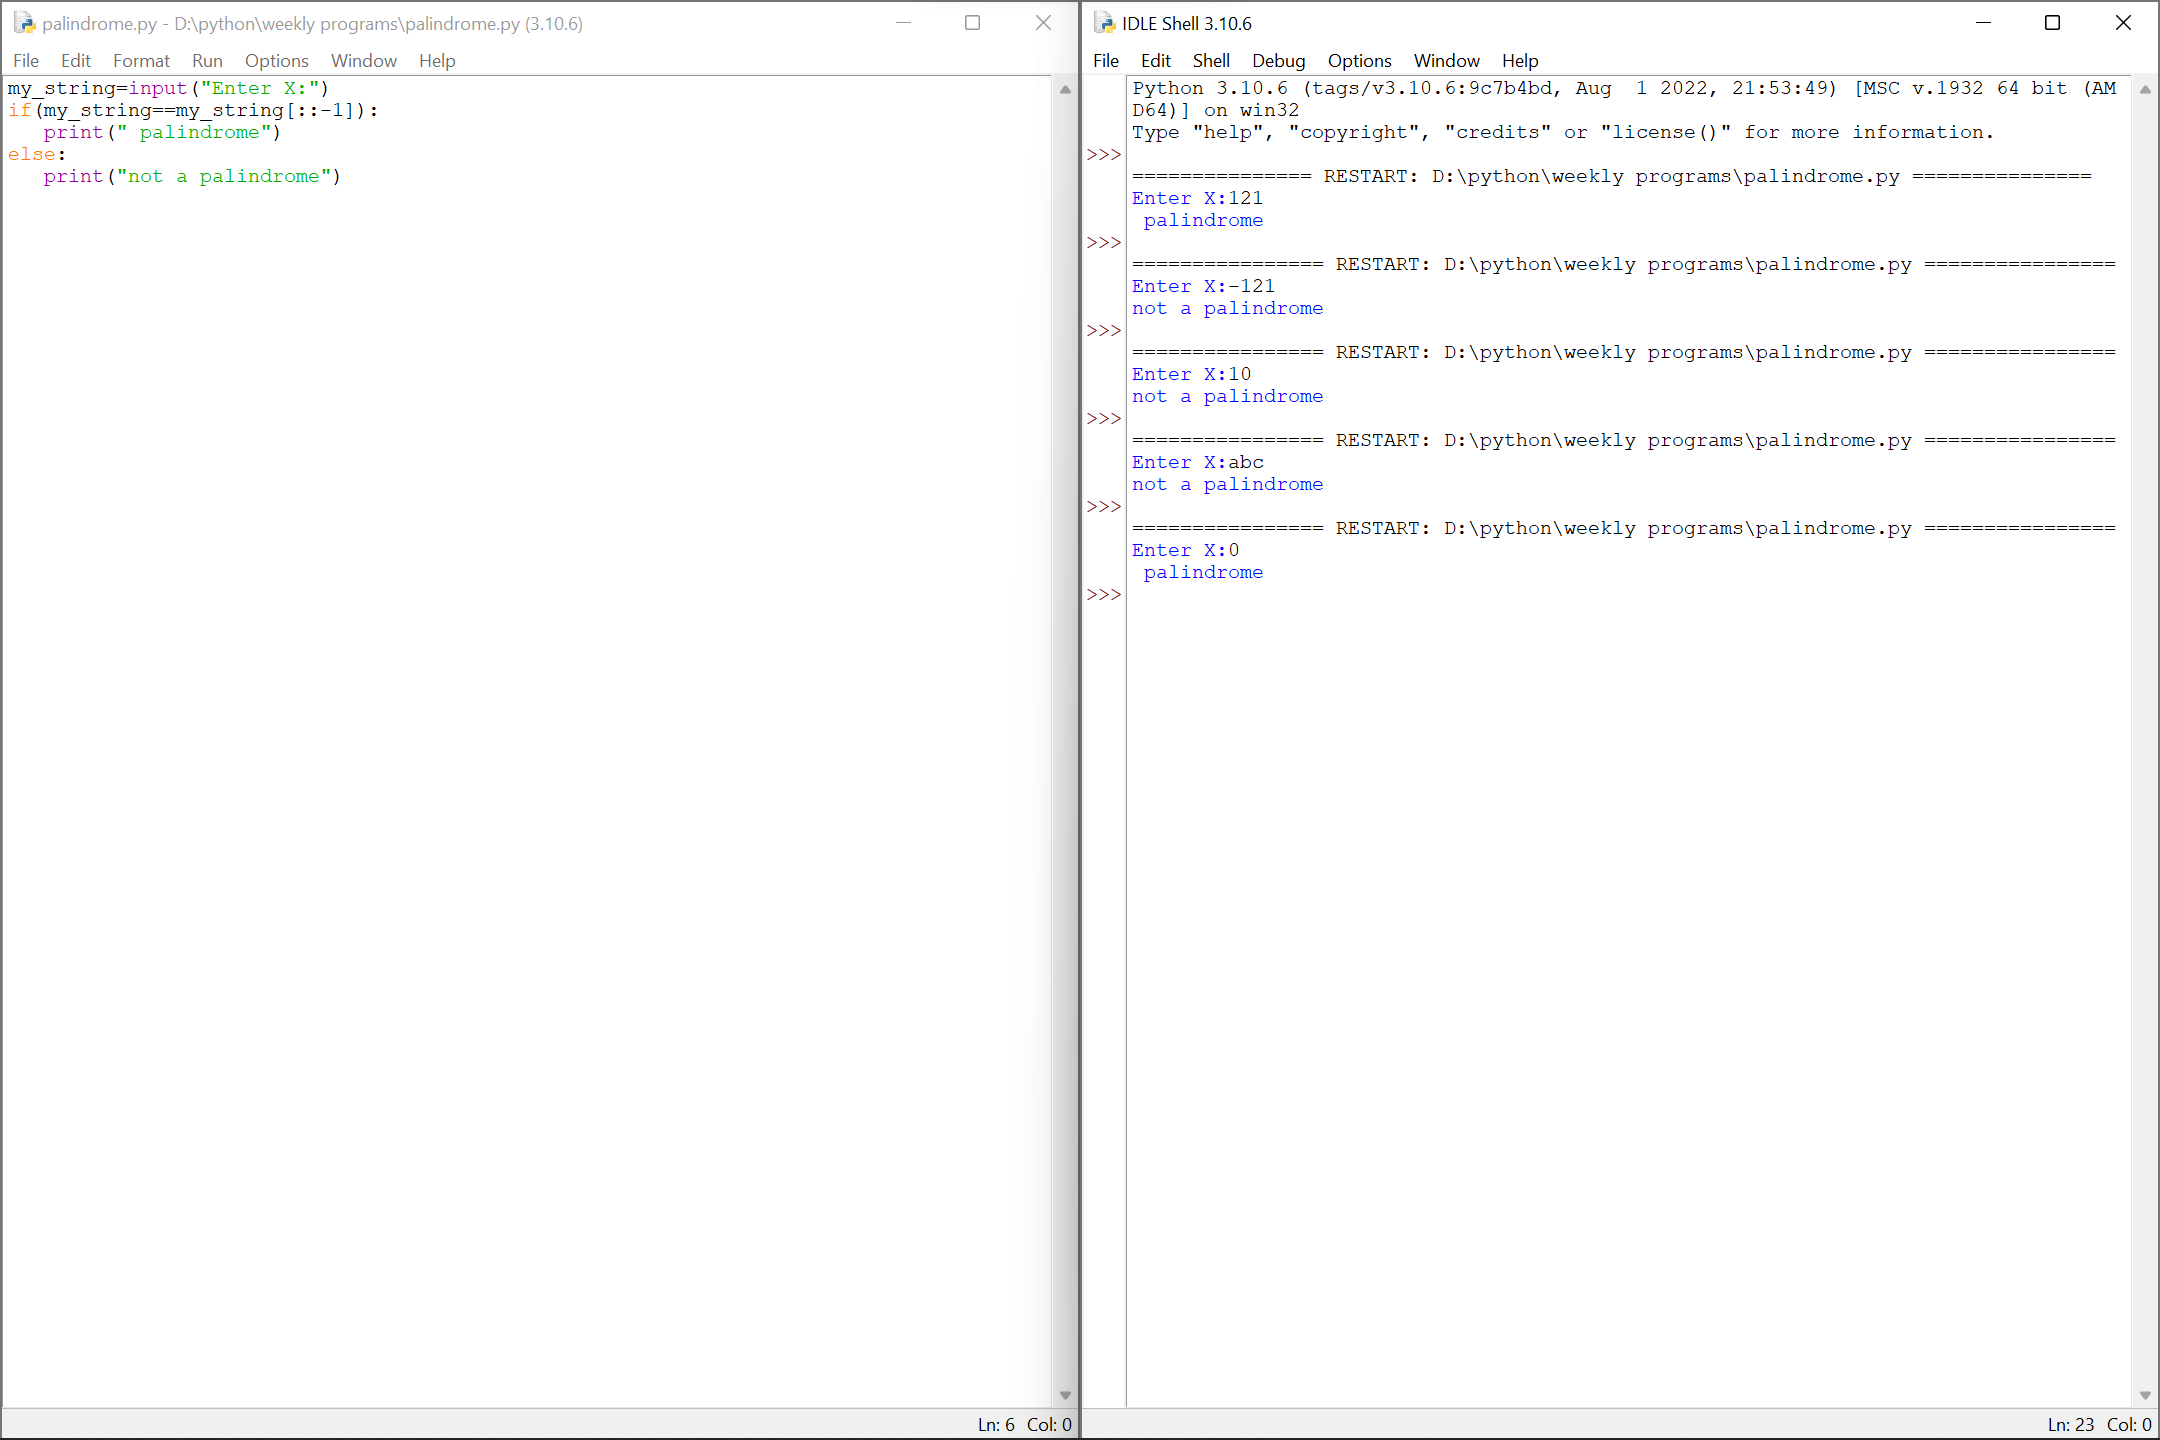 palindrome.py - D:\python\weekly programs\palindrome.py (3.10.6)
File Edit Format Run Options Window Help
my_string=input("Enter X:")
if(my_string==my_string[::-1]):
   print(" palindrome")
else:
   print("not a palindrome")
Ln: 6 Col: 0
IDLE Shell 3.10.6
File Edit Shell Debug Options Window Help
Python 3.10.6 (tags/v3.10.6:9c7b4bd, Aug  1 2022, 21:53:49) [MSC v.1932 64 bit (AM
D64)] on win32
Type "help", "copyright", "credits" or "license()" for more information.
>>>
=============== RESTART: D:\python\weekly programs\palindrome.py ===============
Enter X:121
 palindrome
>>>
================ RESTART: D:\python\weekly programs\palindrome.py ================
Enter X:-121
not a palindrome
>>>
================ RESTART: D:\python\weekly programs\palindrome.py ================
Enter X:10
not a palindrome
>>>
================ RESTART: D:\python\weekly programs\palindrome.py ================
Enter X:abc
not a palindrome
>>>
================ RESTART: D:\python\weekly programs\palindrome.py ================
Enter X:0
 palindrome
>>>
Ln: 23 Col: 0